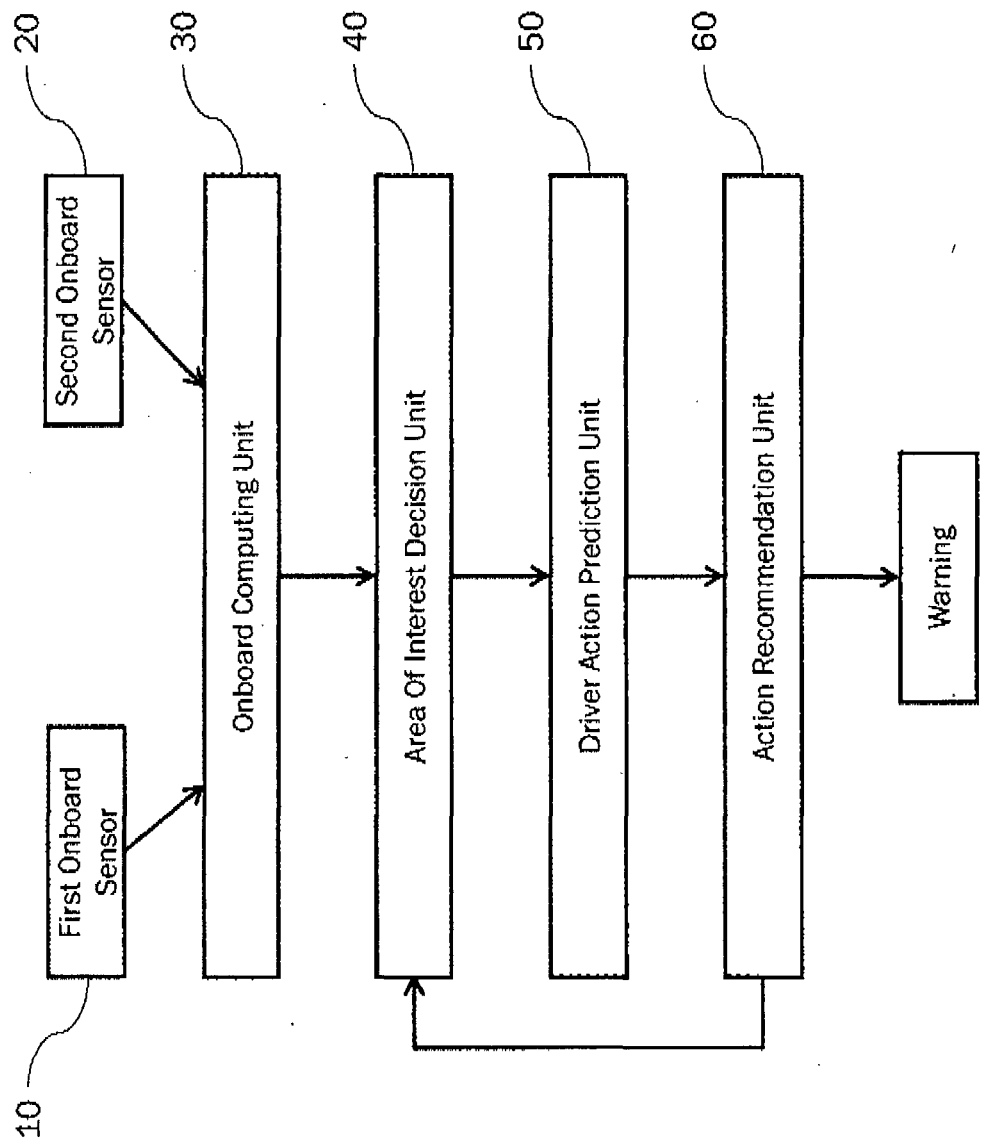 10
First Onboard
Sensor
Second Onboard
Sensor
20
Onboard Computing Unit
30
Area Of Interest Decision Unit
40
Driver Action Prediction Unit
50
Action Recommendation Unit
60
Warning